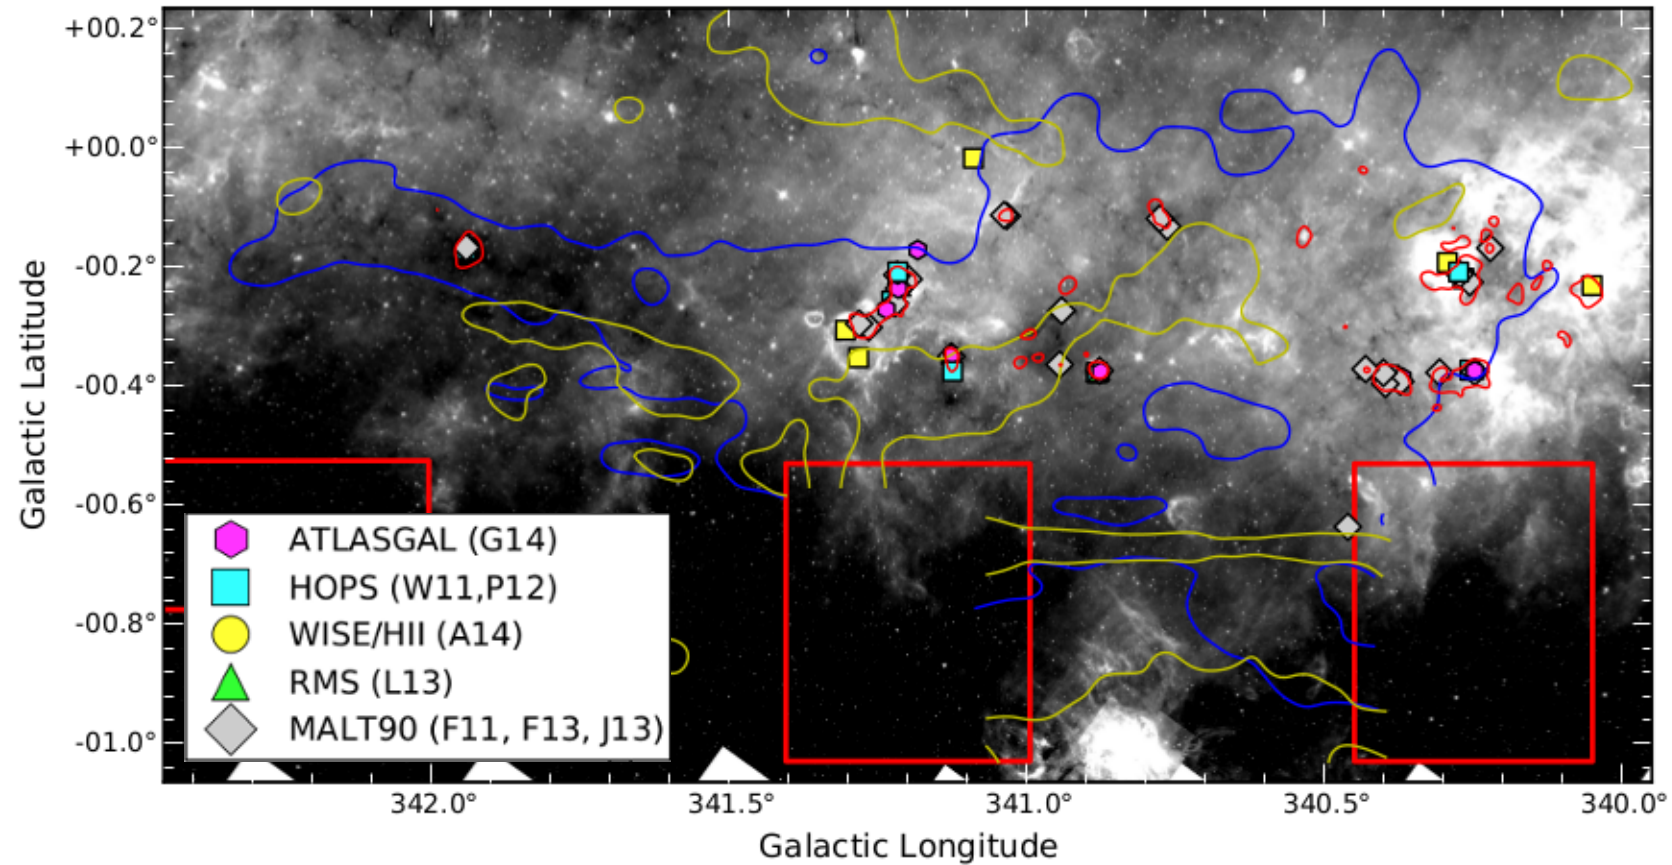 +00.2°
+00.0°
-00.2°
-00.4°
-00.6°
-00.8°
-01.0°
Galactic Latitude
ATLASGAL (G14)
HOPS (W11,P12)
WISE/HII (A14)
RMS (L13)
MALT90 (F11, F13, J13)
342.0° 341.5° 341.0° 340.5° 340.0°
Galactic Longitude